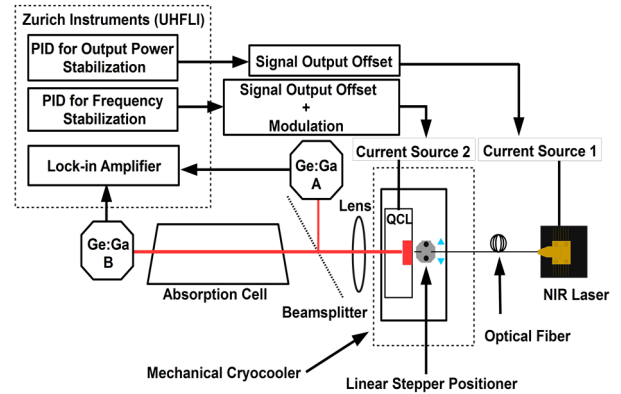 Zurich Instruments (UHFLI)
PID for Output Power
Stabilization
Signal Output Offset
PID for Frequency
Stabilization
Signal Output Offset
+
Modulation
Current Source 2
Current Source 1
Lock-in Amplifier
Ge:Ga
A
Lens
QCL
Ge:Ga
B
Absorption Cell
Beamsplitter
NIR Laser
Optical Fiber
Mechanical Cryocooler
Linear Stepper Positioner